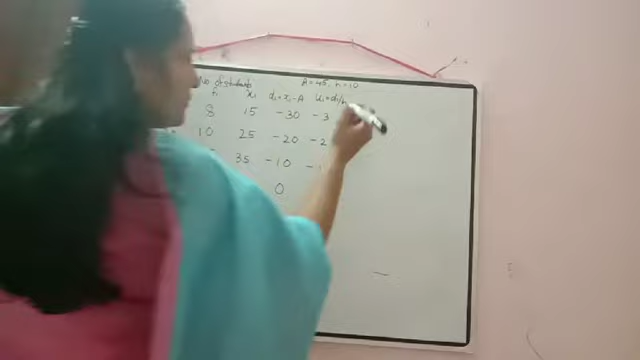 No of students A = 45, h = 10
xᵢ dᵢ = xᵢ - A uᵢ = dᵢ/h
8 15 -30 -3
10 25 -20 -2
35 -10 -1
0